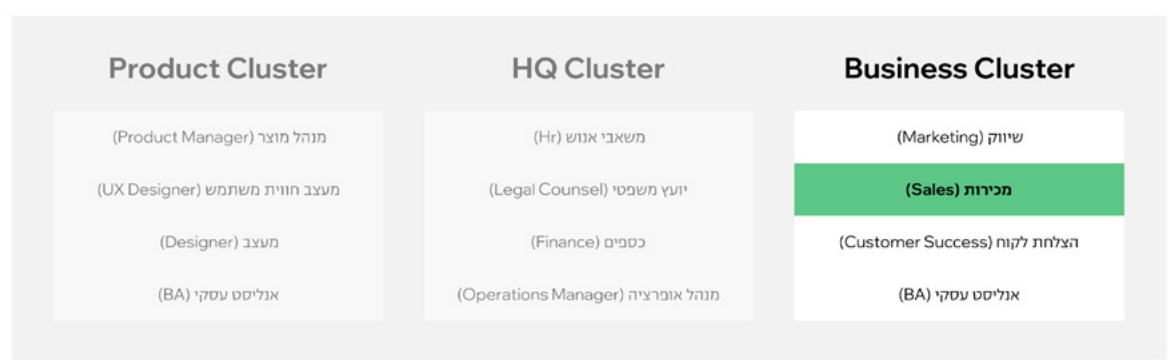 Product Cluster
מנהל מוצר (Product Manager)
מעצב חווית משתמש (UX Designer)
מעצב (Designer)
אנליסט עסקי (BA)
HQ Cluster
משאבי אנוש (Hr)
יועץ משפטי (Legal Counsel)
כספים (Finance)
מנהל אופרציה (Operations Manager)
Business Cluster
שיווק (Marketing)
מכירות (Sales)
הצלחת לקוח (Customer Success)
אנליסט עסקי (BA)